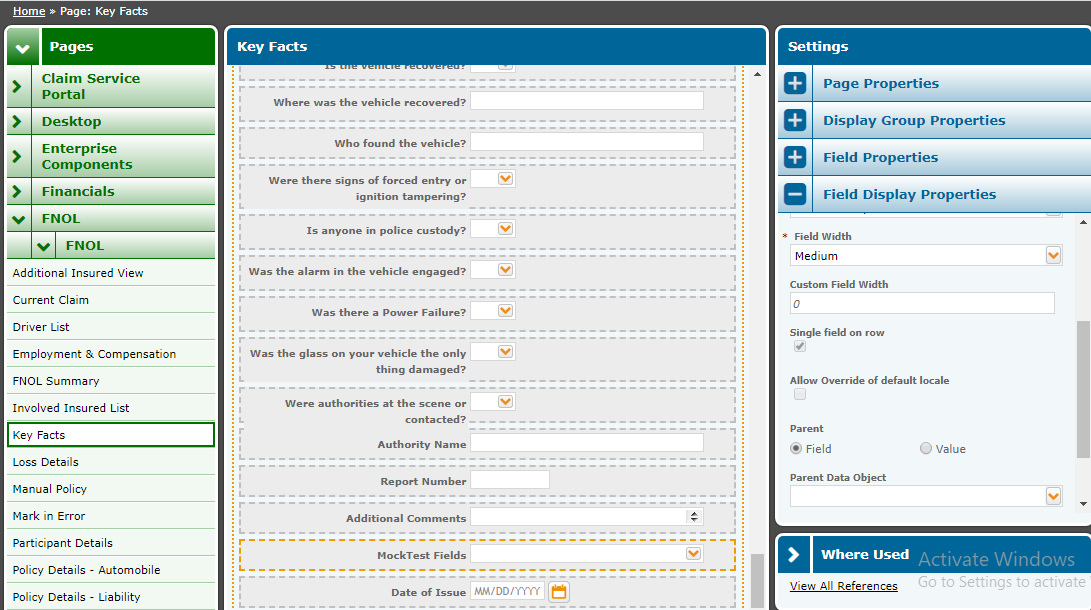 Home » Page: Key Facts
Pages
Claim Service
Portal
Desktop
Enterprise
Components
Financials
FNOL
FNOL
Additional Insured View
Current Claim
Driver List
Employment & Compensation
FNOL Summary
Involved Insured List
Key Facts
Loss Details
Manual Policy
Mark in Error
Participant Details
Policy Details - Automobile
Policy Details - Liability
Key Facts
Is the vehicle recovered?
Where was the vehicle recovered?
Who found the vehicle?
Were there signs of forced entry or
ignition tampering?
Is anyone in police custody?
Was the alarm in the vehicle engaged?
Was there a Power Failure?
Was the glass on your vehicle the only
thing damaged?
Were authorities at the scene or
contacted?
Authority Name
Report Number
Additional Comments
MockTest Fields
Date of Issue MM/DD/YYYY
Settings
Page Properties
Display Group Properties
Field Properties
Field Display Properties
* Field Width
Medium
Custom Field Width
0
Single field on row
Allow Override of default locale
Parent
Field Value
Parent Data Object
Where Used
View All References
Activate Windows
Go to Settings to activate